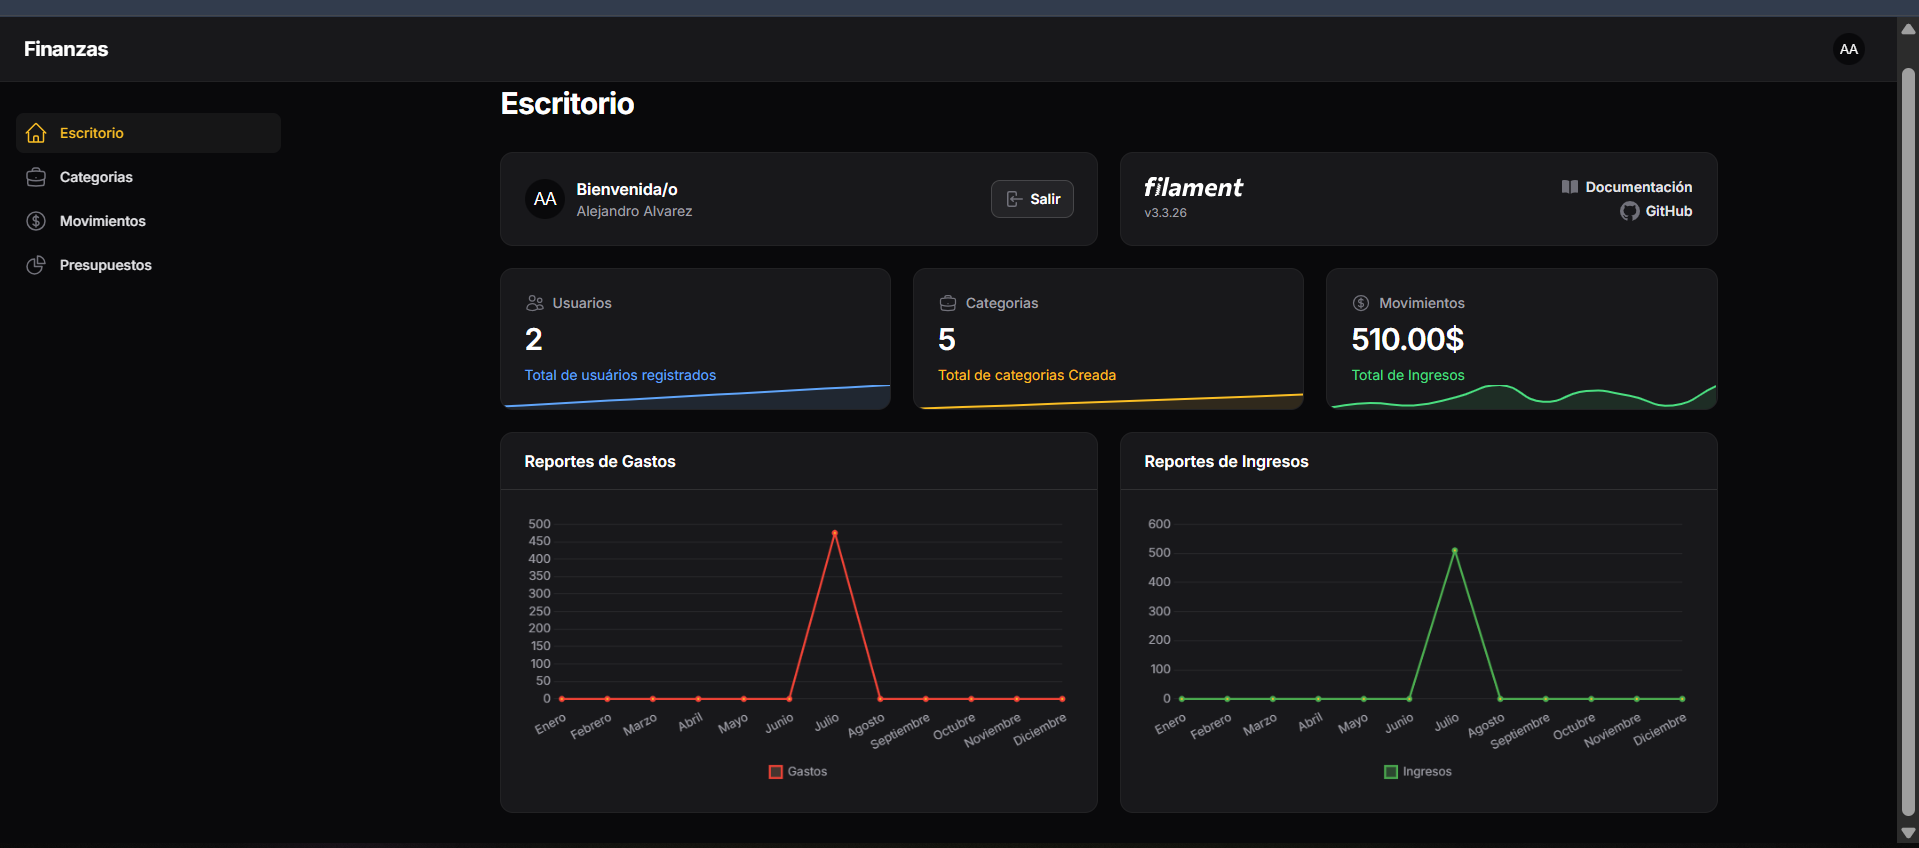 Finanzas
AA
Escritorio
Categorias
Movimientos
Presupuestos
Escritorio
AA
Bienvenida/o
Alejandro Alvarez
Salir
filament
v3.3.26
Documentación
GitHub
Usuarios
2
Total de usuários registrados
Categorias
5
Total de categorias Creada
Movimientos
510.00$
Total de Ingresos
Reportes de Gastos
500
450
400
350
300
250
200
150
100
50
0
Enero Febrero Marzo Abril Mayo Junio Julio Agosto Septiembre Octubre Noviembre Diciembre
Gastos
Reportes de Ingresos
600
500
400
300
200
100
0
Enero Febrero Marzo Abril Mayo Junio Julio Agosto Septiembre Octubre Noviembre Diciembre
Ingresos